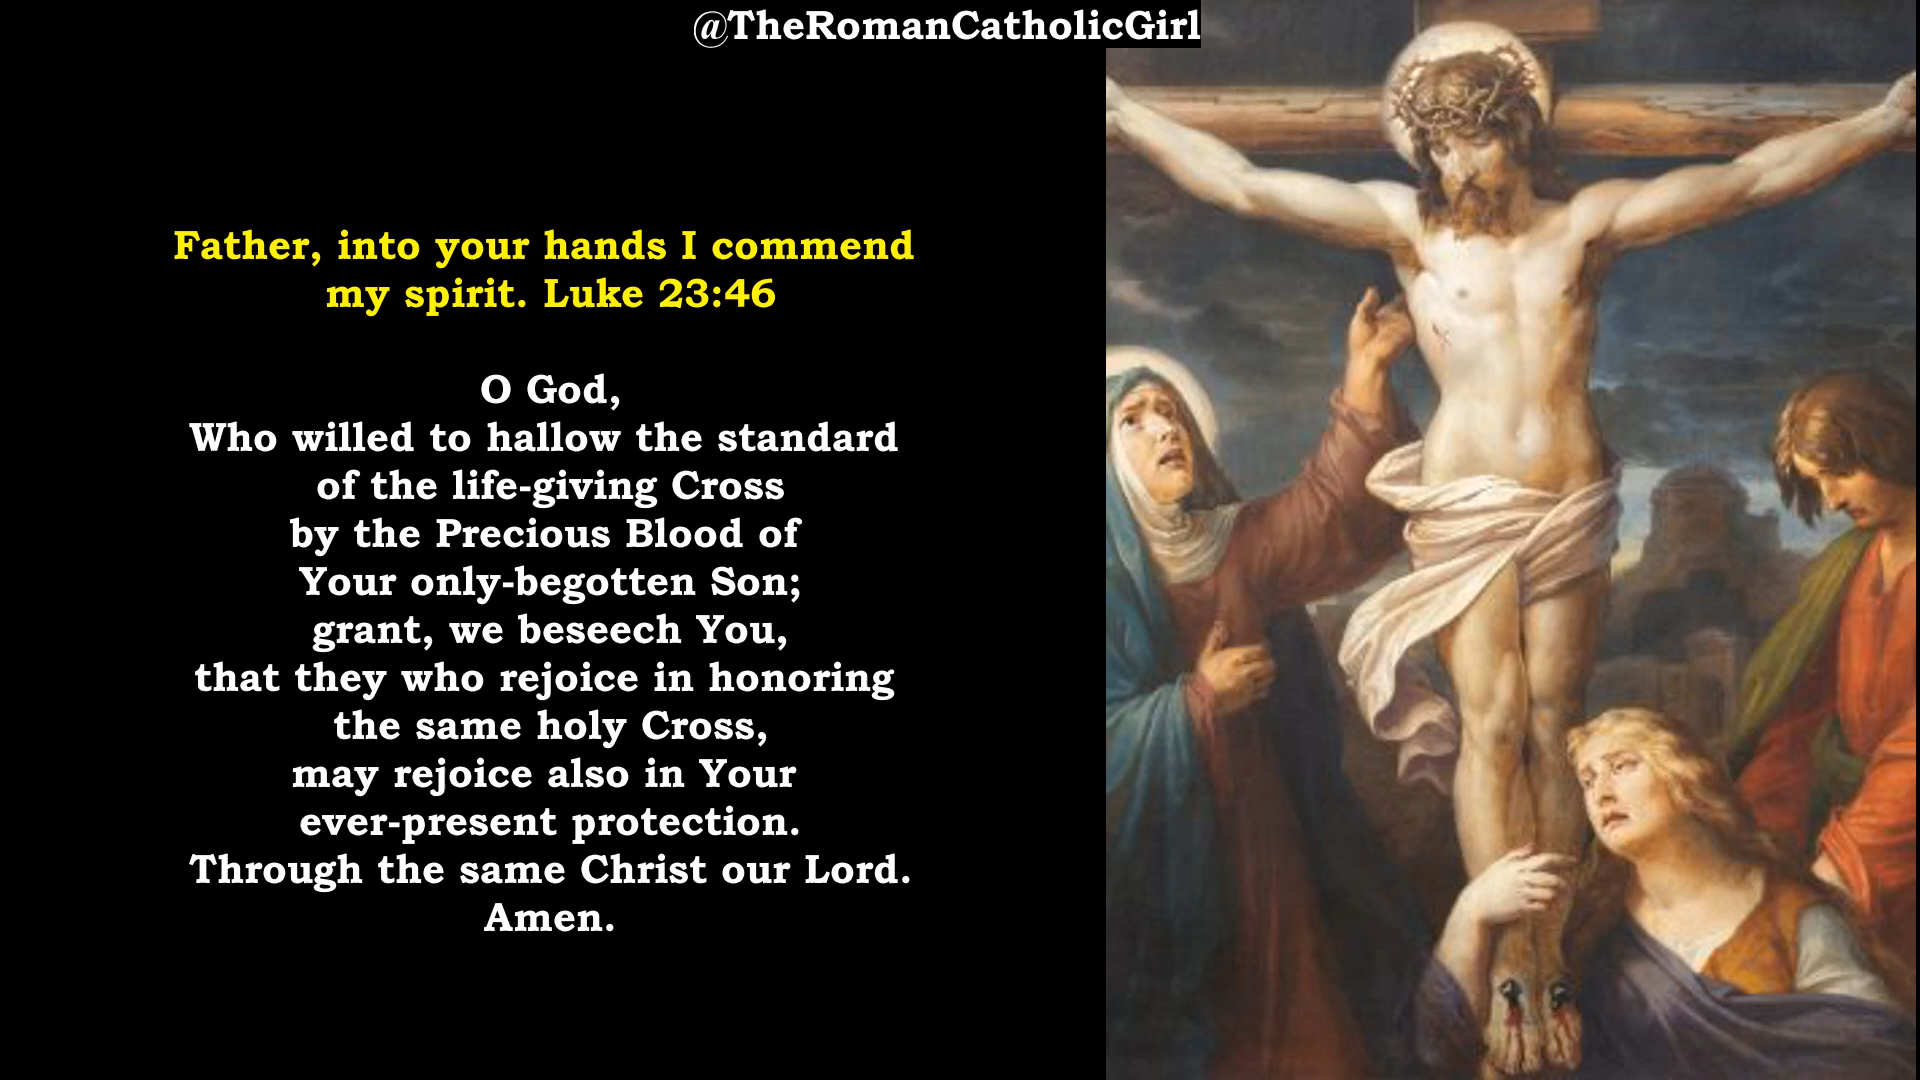 @TheRomanCatholicGirl
Father, into your hands I commend
my spirit. Luke 23:46
O God,
Who willed to hallow the standard
of the life-giving Cross
by the Precious Blood of
Your only-begotten Son;
grant, we beseech You,
that they who rejoice in honoring
the same holy Cross,
may rejoice also in Your
ever-present protection.
Through the same Christ our Lord.
Amen.